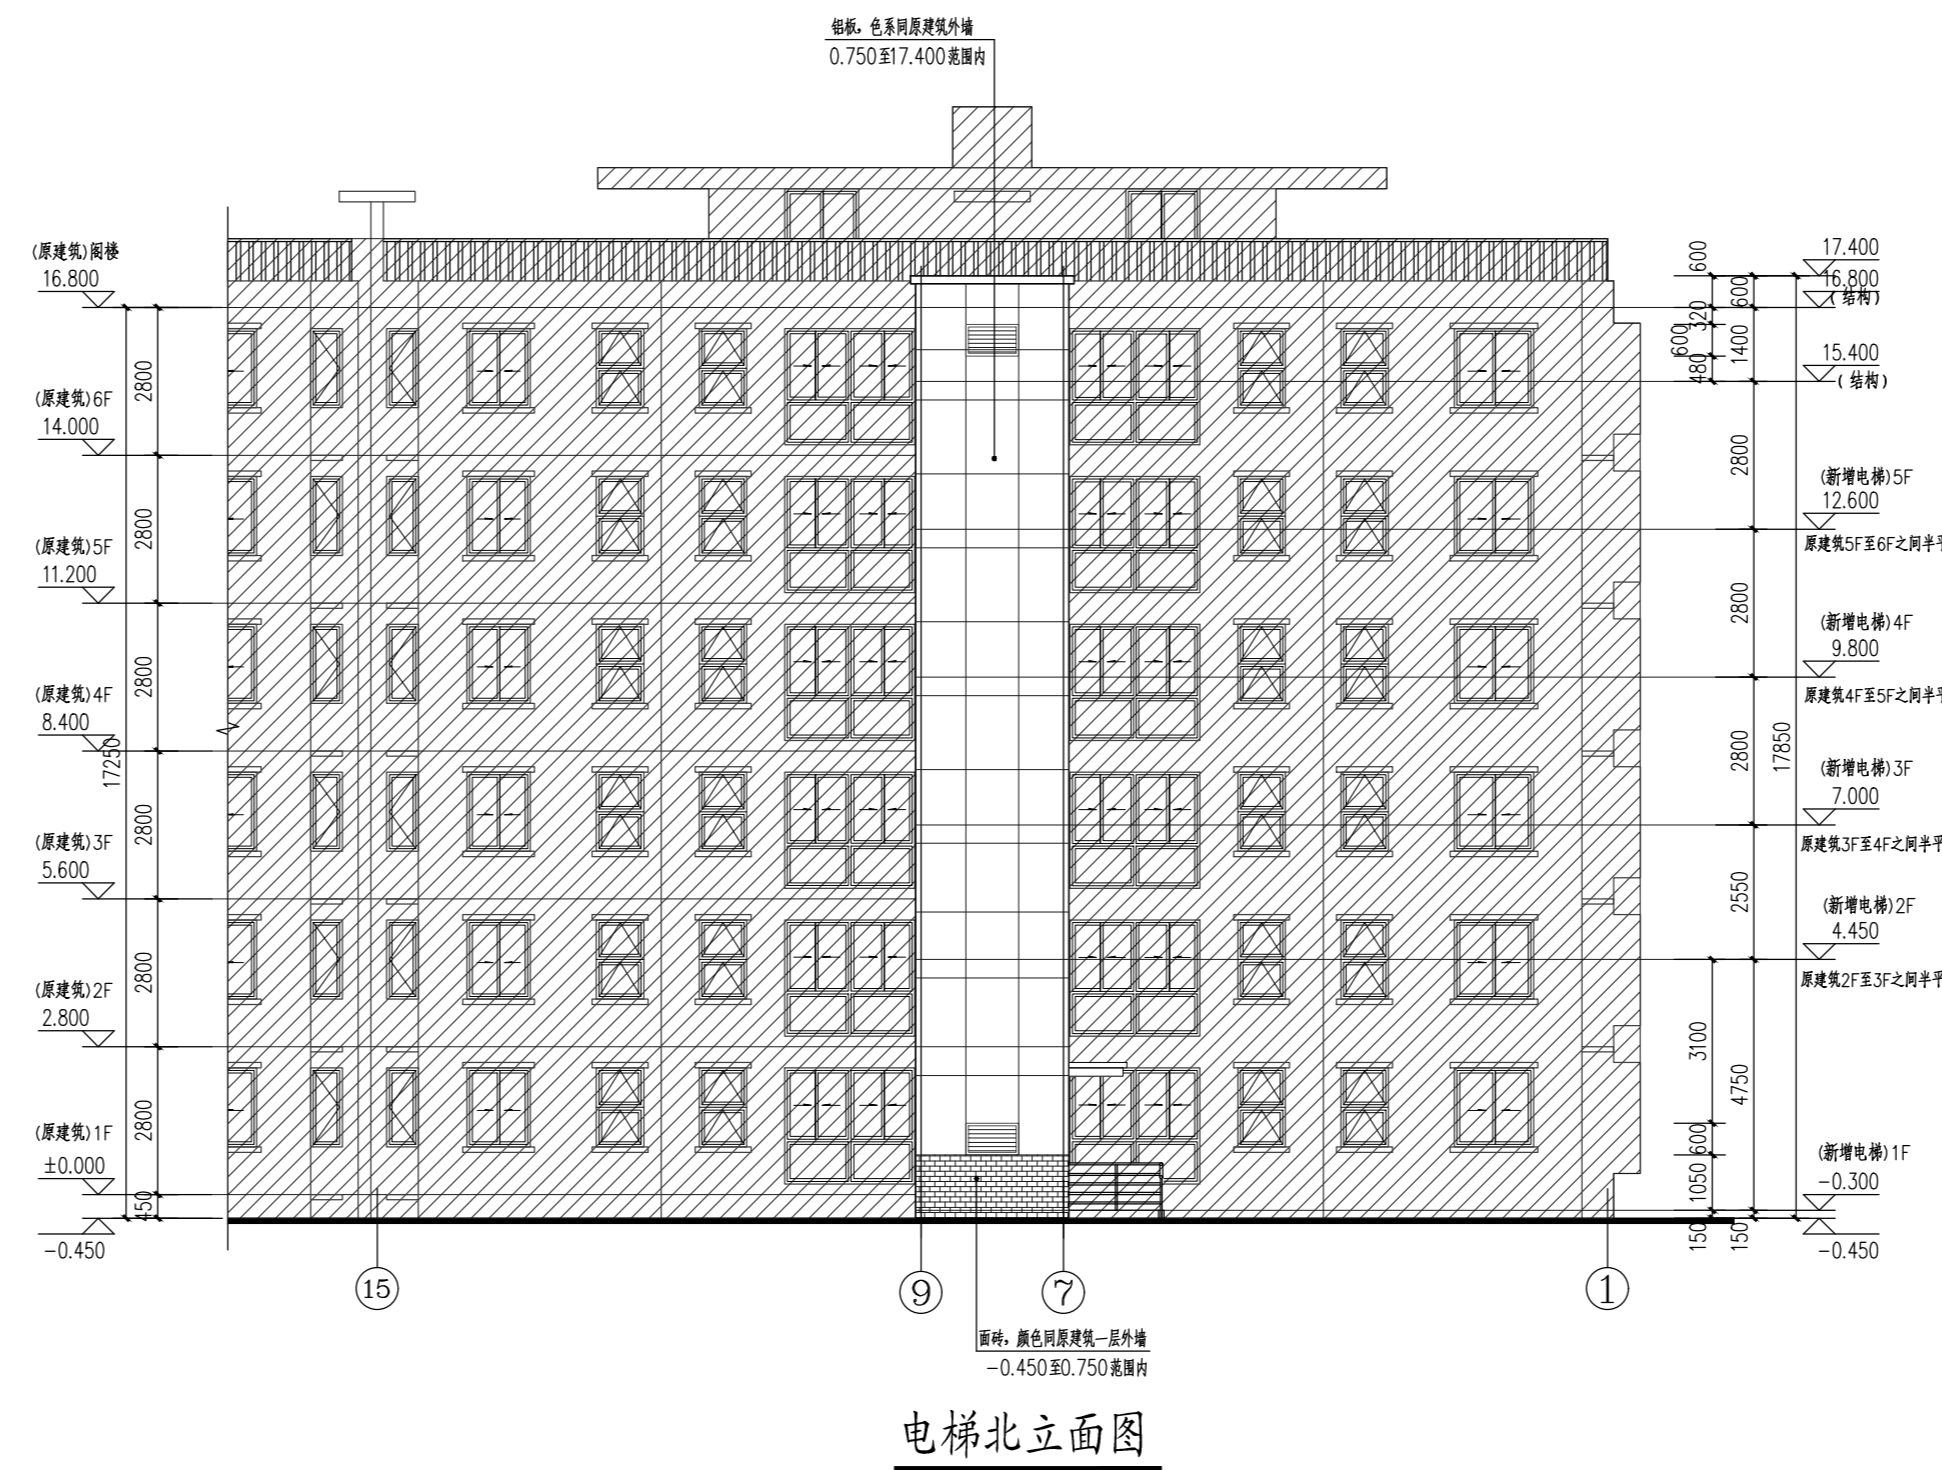 铝板，色系同原建筑外墙
0.750至17.400范围内
(原建筑)阁楼
16.800
(原建筑)6F
14.000
(原建筑)5F
11.200
(原建筑)4F
8.400
(原建筑)3F
5.600
(原建筑)2F
2.800
(原建筑)1F
±0.000
-0.450
17250
2800
2800
2800
2800
2800
2800
450
600
320
600
480
3100
600
1050
150
600
1400
2800
2800
2800
2550
4750
150
17850
17.400
16.800
(结构)
15.400
(结构)
(新增电梯)5F
12.600
原建筑5F至6F之间半平
(新增电梯)4F
9.800
原建筑4F至5F之间半平
(新增电梯)3F
7.000
原建筑3F至4F之间半平
(新增电梯)2F
4.450
原建筑2F至3F之间半平
(新增电梯)1F
-0.300
-0.450
15
9
7
1
面砖，颜色同原建筑一层外墙
-0.450至0.750范围内
电梯北立面图